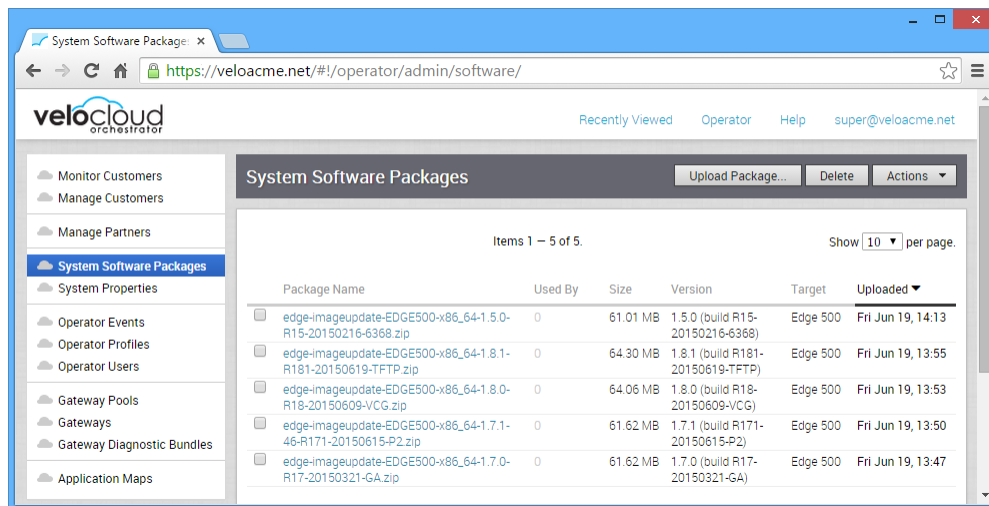 System Software Package
https://veloacme.net/#!/operator/admin/software/
velocloud
orchestrator
Recently Viewed Operator Help super@veloacme.net
Monitor Customers
Manage Customers
Manage Partners
System Software Packages
System Properties
Operator Events
Operator Profiles
Operator Users
Gateway Pools
Gateways
Gateway Diagnostic Bundles
Application Maps
System Software Packages Upload Package... Delete Actions
Items 1 – 5 of 5. Show 10 per page.
Package Name Used By Size Version Target Uploaded
edge-imageupdate-EDGE500-x86_64-1.5.0- 0 61.01 MB 1.5.0 (build R15- Edge 500 Fri Jun 19, 14:13
R15-20150216-6368.zip 20150216-6368)
edge-imageupdate-EDGE500-x86_64-1.8.1- 0 64.30 MB 1.8.1 (build R181- Edge 500 Fri Jun 19, 13:55
R181-20150619-TFTP.zip 20150619-TFTP)
edge-imageupdate-EDGE500-x86_64-1.8.0- 0 64.06 MB 1.8.0 (build R18- Edge 500 Fri Jun 19, 13:53
R18-20150609-VCG.zip 20150609-VCG)
edge-imageupdate-EDGE500-x86_64-1.7.1- 0 61.62 MB 1.7.1 (build R171- Edge 500 Fri Jun 19, 13:50
46-R171-20150615-P2.zip 20150615-P2)
edge-imageupdate-EDGE500-x86_64-1.7.0- 0 61.62 MB 1.7.0 (build R17- Edge 500 Fri Jun 19, 13:47
R17-20150321-GA.zip 20150321-GA)